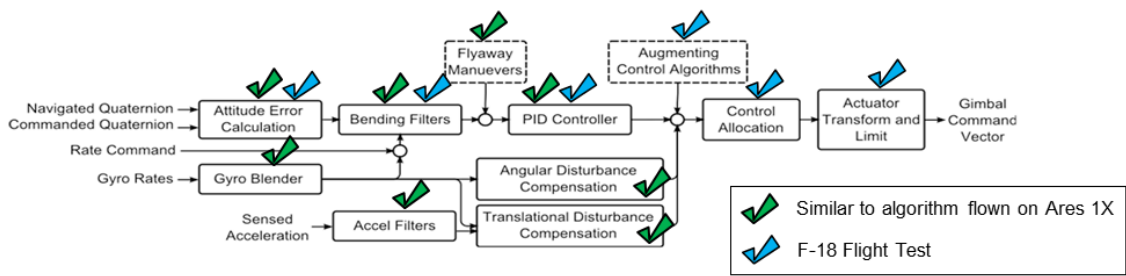 Flyaway
Manuevers
Augmenting
Control Algorithms
Navigated Quaternion
Commanded Quaternion
Attitude Error
Calculation
Bending Filters
PID Controller
Control
Allocation
Actuator
Transform and
Limit
Gimbal
Command
Vector
Rate Command
Gyro Rates
Gyro Blender
Angular Disturbance
Compensation
Sensed
Acceleration
Accel Filters
Translational Disturbance
Compensation
Similar to algorithm flown on Ares 1X
F-18 Flight Test